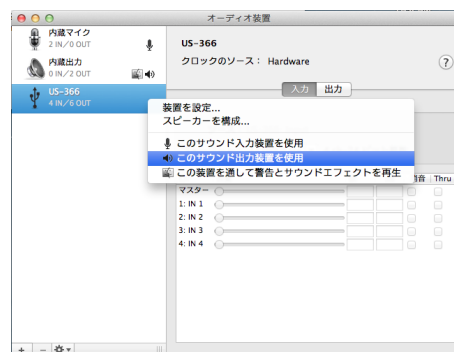 オーディオ装置
内蔵マイク
2 IN/0 OUT
内蔵出力
0 IN/2 OUT
US-366
4 IN/6 OUT
US-366
クロックのソース： Hardware
?
入力 出力
装置を設定...
スピーカーを構成...
このサウンド入力装置を使用
このサウンド出力装置を使用
この装置を通して警告とサウンドエフェクトを再生
音 Thru
マスター
1: IN 1
2: IN 2
3: IN 3
4: IN 4